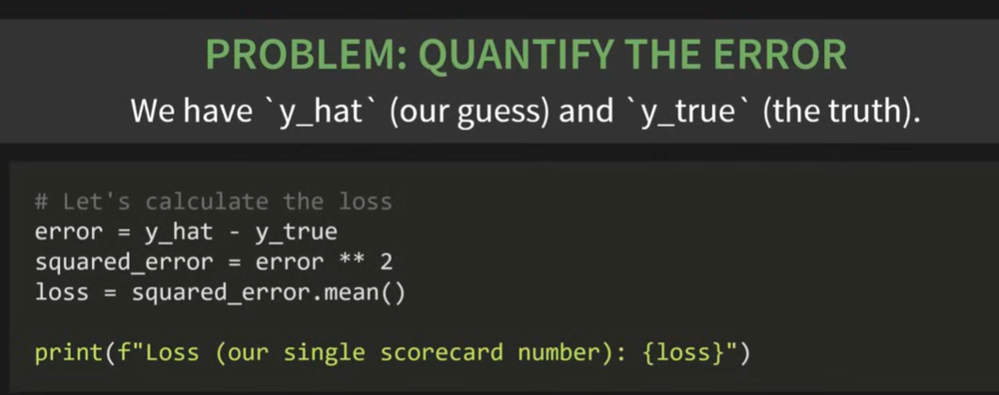 PROBLEM: QUANTIFY THE ERROR
We have `y_hat` (our guess) and `y_true` (the truth).
# Let's calculate the loss
error = y_hat - y_true
squared_error = error ** 2
loss = squared_error.mean()
print(f"Loss (our single scorecard number): {loss}")